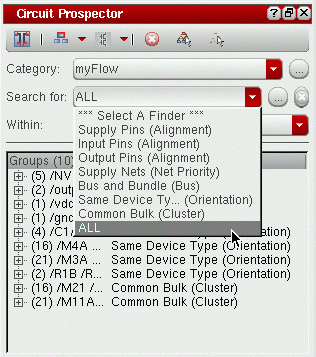 Circuit Prospector
Category: myFlow ...
Search for: ALL ...
*** Select A Finder ***
Supply Pins (Alignment)
Input Pins (Alignment)
Output Pins (Alignment)
Supply Nets (Net Priority)
Bus and Bundle (Bus)
Same Device Ty... (Orientation)
Common Bulk (Cluster)
ALL
Within:
Groups (10)
(5) /NV
(2) /outp
(1) /vdd
(1) /gnd
(4) /C1/
(16) /M4A ... Same Device Type (Orientation)
(21) /M3A ... Same Device Type (Orientation)
(2) /R1B /R... Same Device Type (Orientation)
(16) /M21 /... Common Bulk (Cluster)
(21) /M11A... Common Bulk (Cluster)